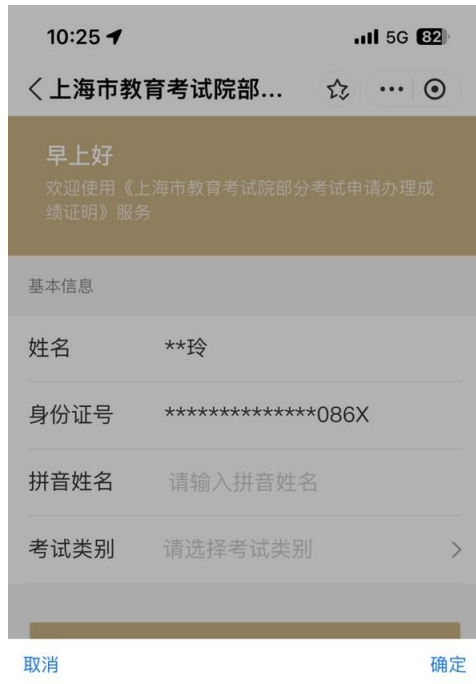 10:25
5G 82
上海市教育考试院部...
早上好
欢迎使用《上海市教育考试院部分考试申请办理成
绩证明》服务
基本信息
姓名 **玲
身份证号 **************086X
拼音姓名 请输入拼音姓名
考试类别 请选择考试类别
取消 确定